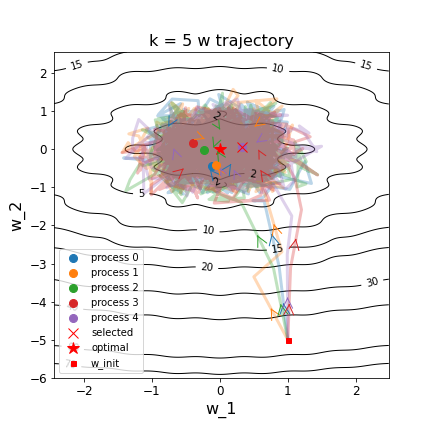 k = 5 w trajectory
15
10
15
2
5
2
2
10
15
20
30
w_2
2
1
0
−1
−2
−3
−4
−5
−6
process 0
process 1
process 2
process 3
process 4
selected
optimal
w_init
−2
−1
0
1
2
w_1